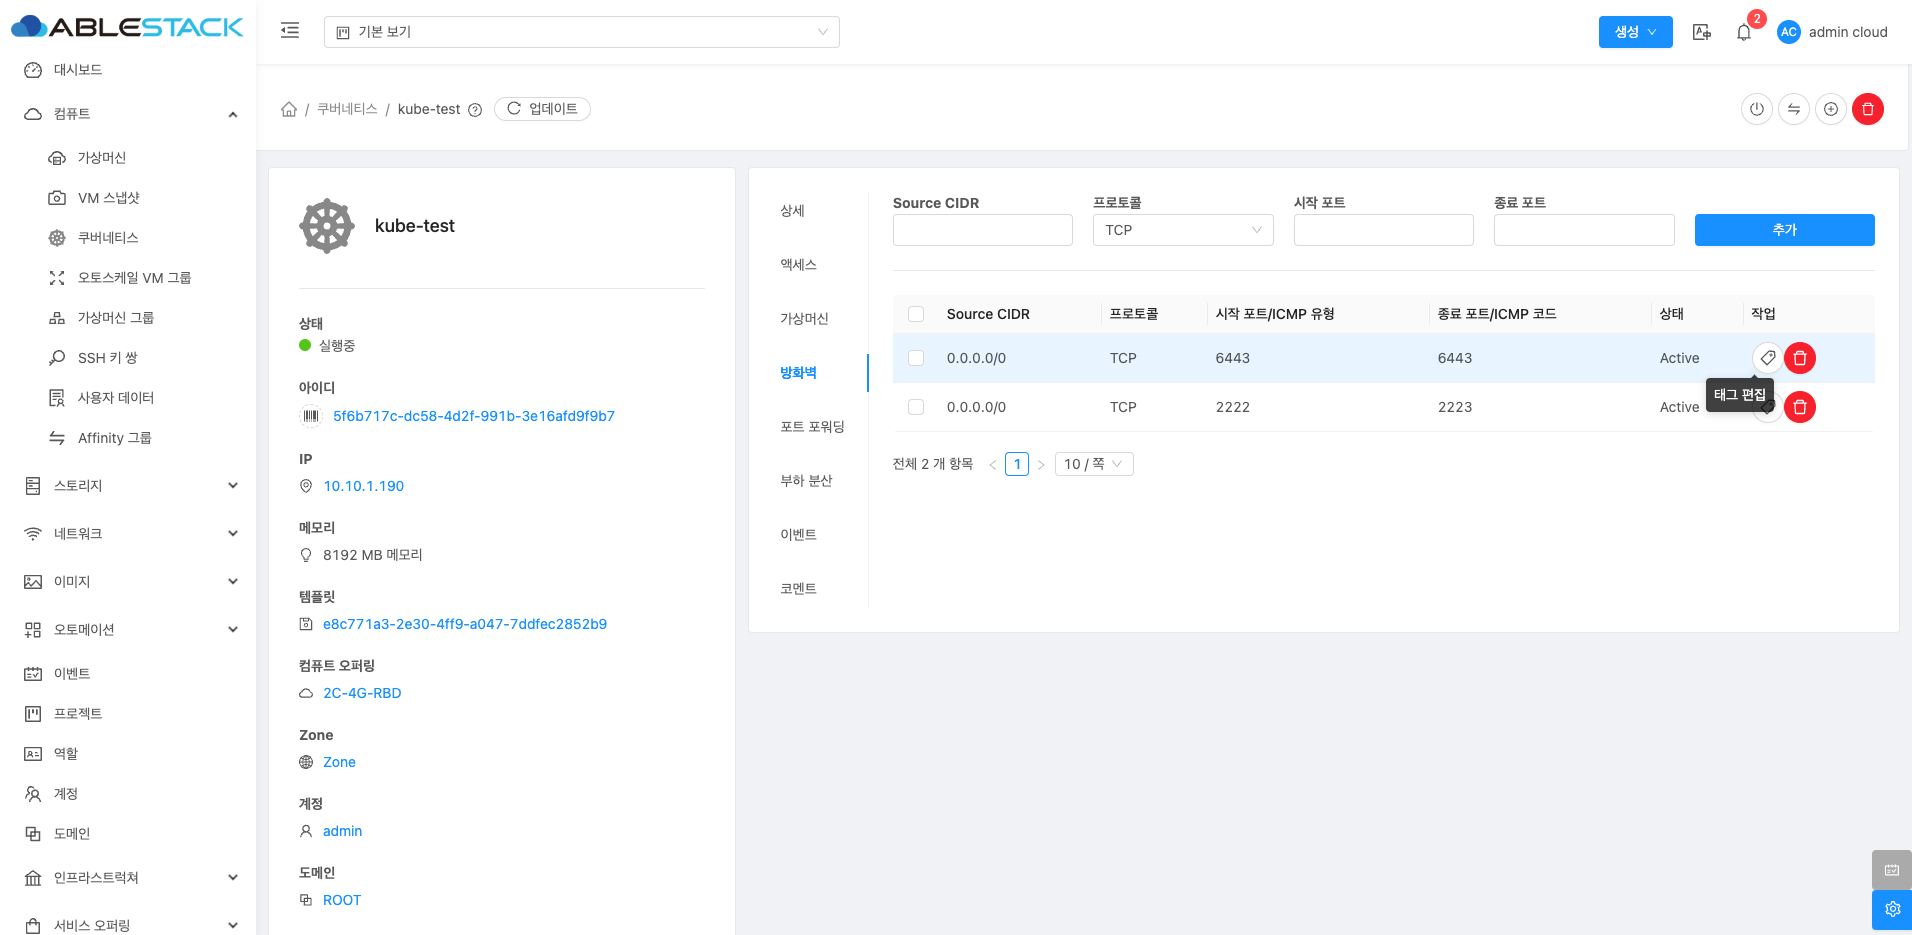 ABLESTACK
기본 보기
생성
2
AC
admin cloud
대시보드
컴퓨트
가상머신
VM 스냅샷
쿠버네티스
오토스케일 VM 그룹
가상머신 그룹
SSH 키 쌍
사용자 데이터
Affinity 그룹
스토리지
네트워크
이미지
오토메이션
이벤트
프로젝트
역할
계정
도메인
인프라스트럭쳐
서비스 오퍼링
/ 쿠버네티스 / kube-test
업데이트
kube-test
상태
실행중
아이디
5f6b717c-dc58-4d2f-991b-3e16afd9f9b7
IP
10.10.1.190
메모리
8192 MB 메모리
템플릿
e8c771a3-2e30-4ff9-a047-7ddfec2852b9
컴퓨트 오퍼링
2C-4G-RBD
Zone
Zone
계정
admin
도메인
ROOT
상세
액세스
가상머신
방화벽
포트 포워딩
부하 분산
이벤트
코멘트
Source CIDR 프로토콜 시작 포트 종료 포트
TCP
추가
Source CIDR 프로토콜 시작 포트/ICMP 유형 종료 포트/ICMP 코드 상태 작업
0.0.0.0/0 TCP 6443 6443 Active
태그 편집
0.0.0.0/0 TCP 2222 2223 Active
전체 2 개 항목 < 1 > 10 / 쪽